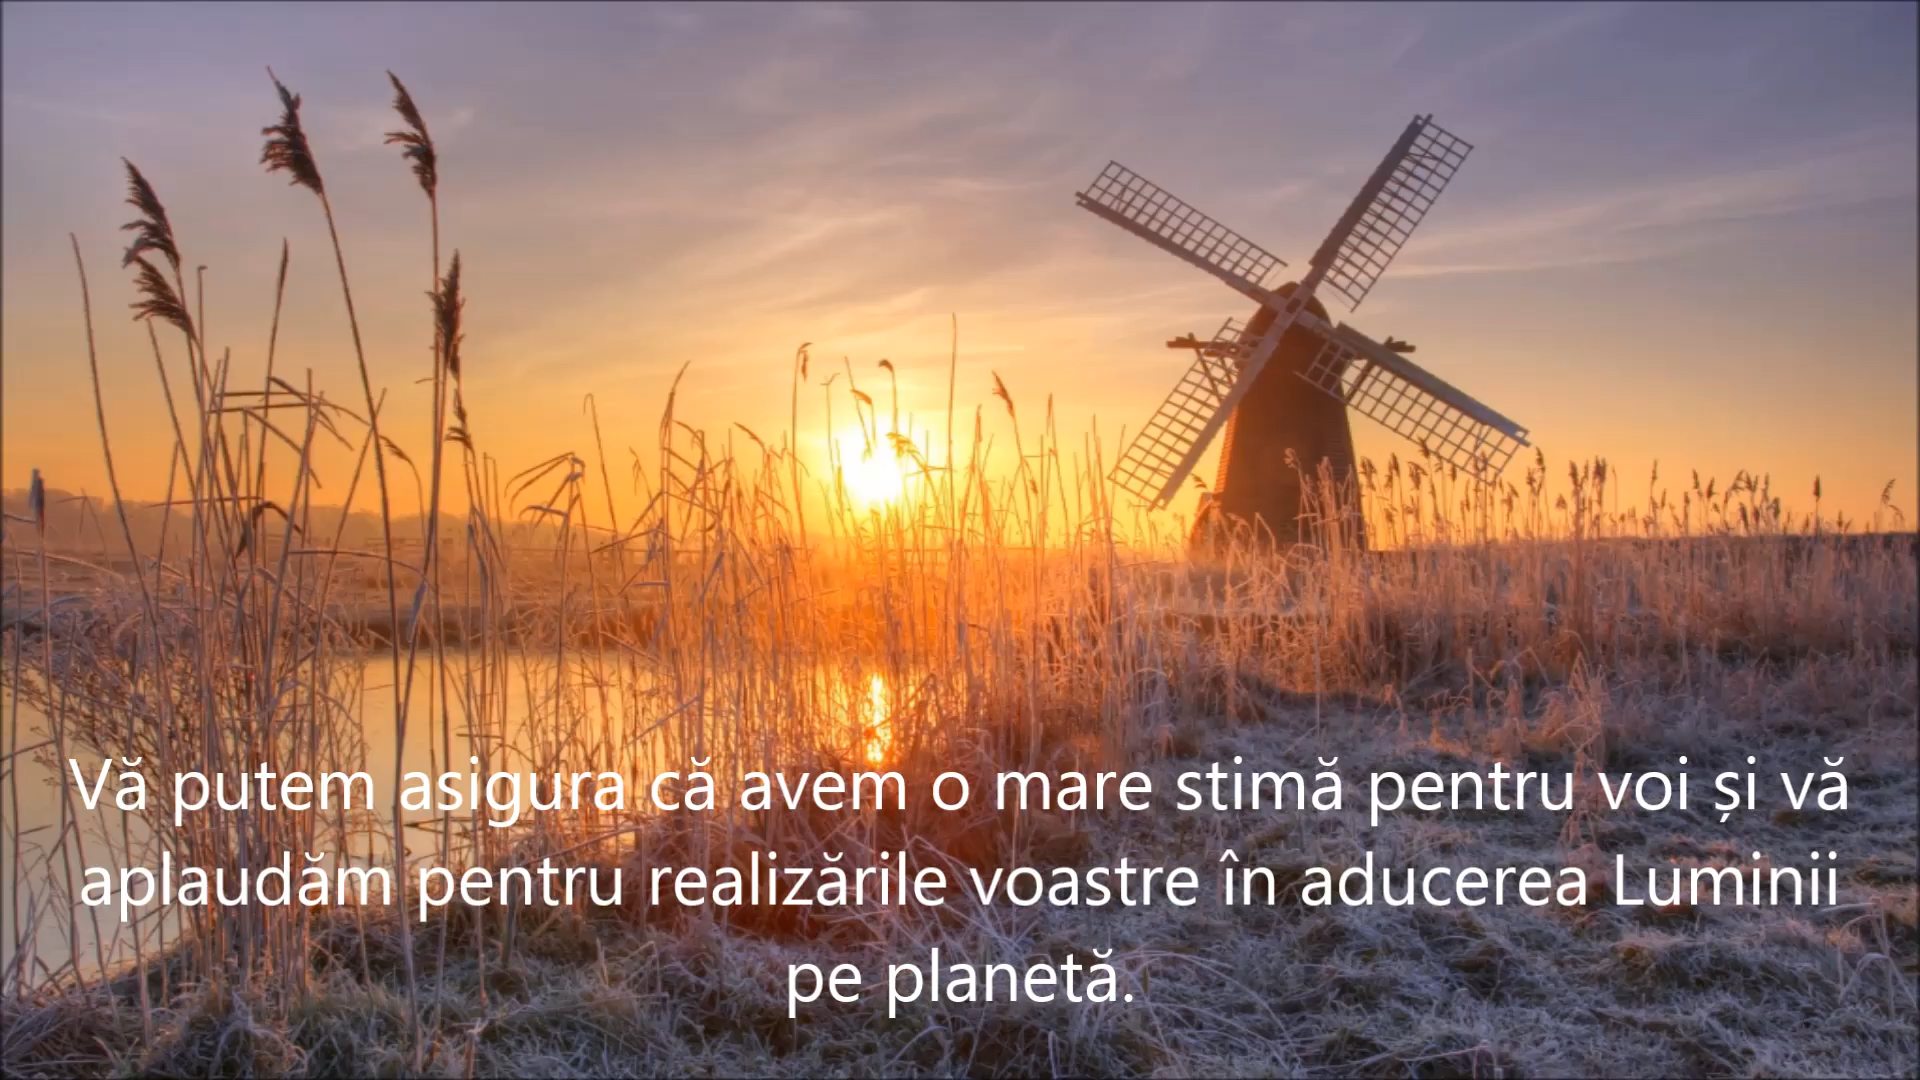 Vă putem asigura că avem o mare stimă pentru voi și vă
aplaudăm pentru realizările voastre în aducerea Luminii
pe planetă.